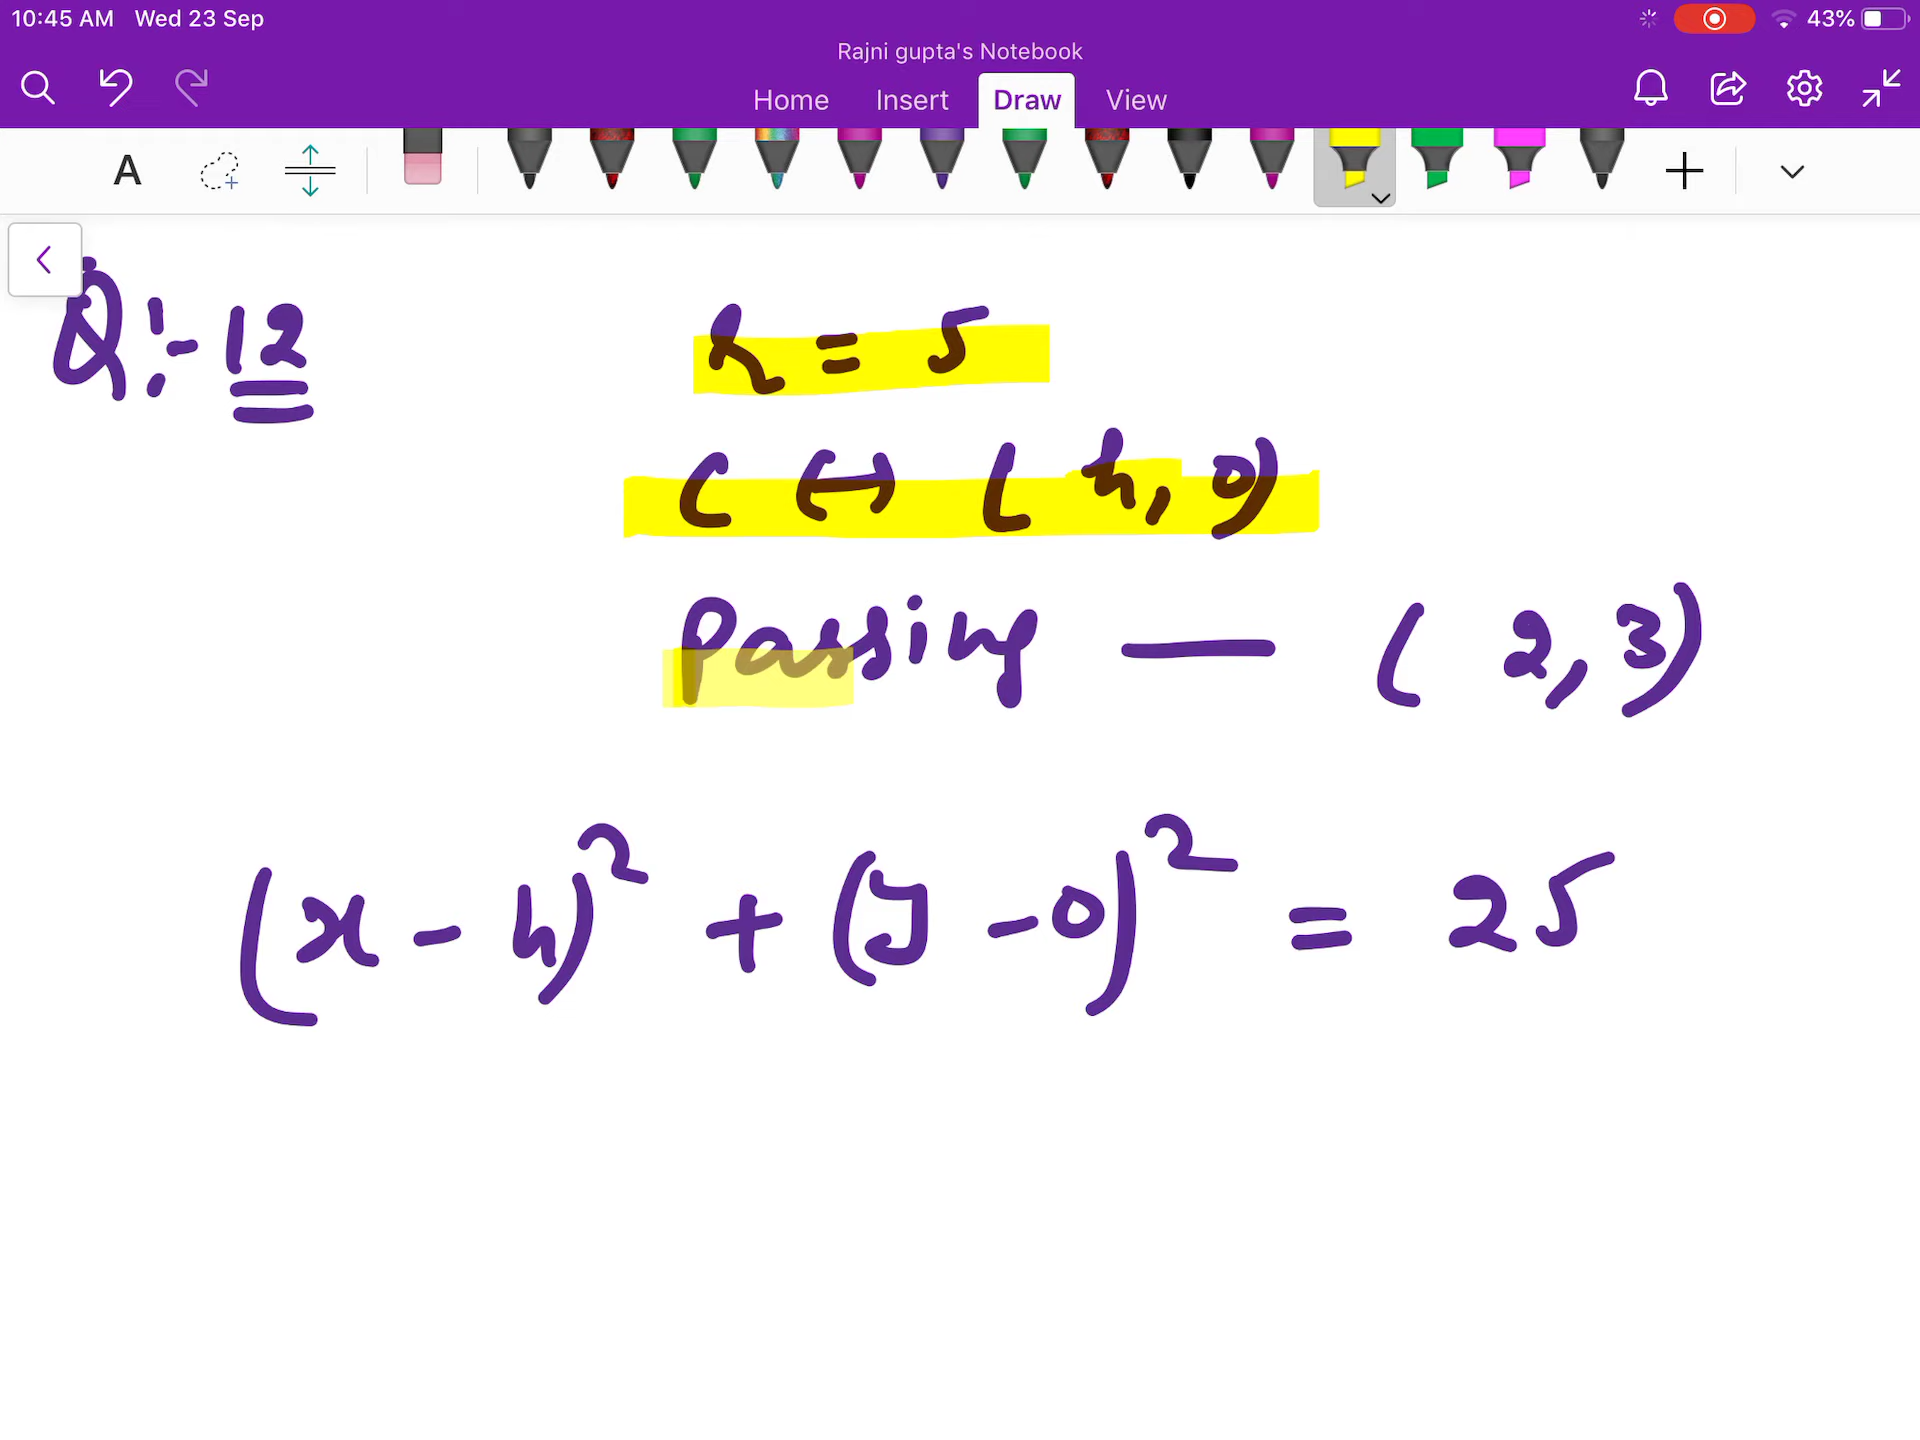 10:45 AM Wed 23 Sep 43%
Rajni gupta's Notebook
Home Insert Draw View
A
Q:- 12
r = 5
C ↔ (h, 0)
Passing — (2, 3)
(x - h)² + (y - 0)² = 25